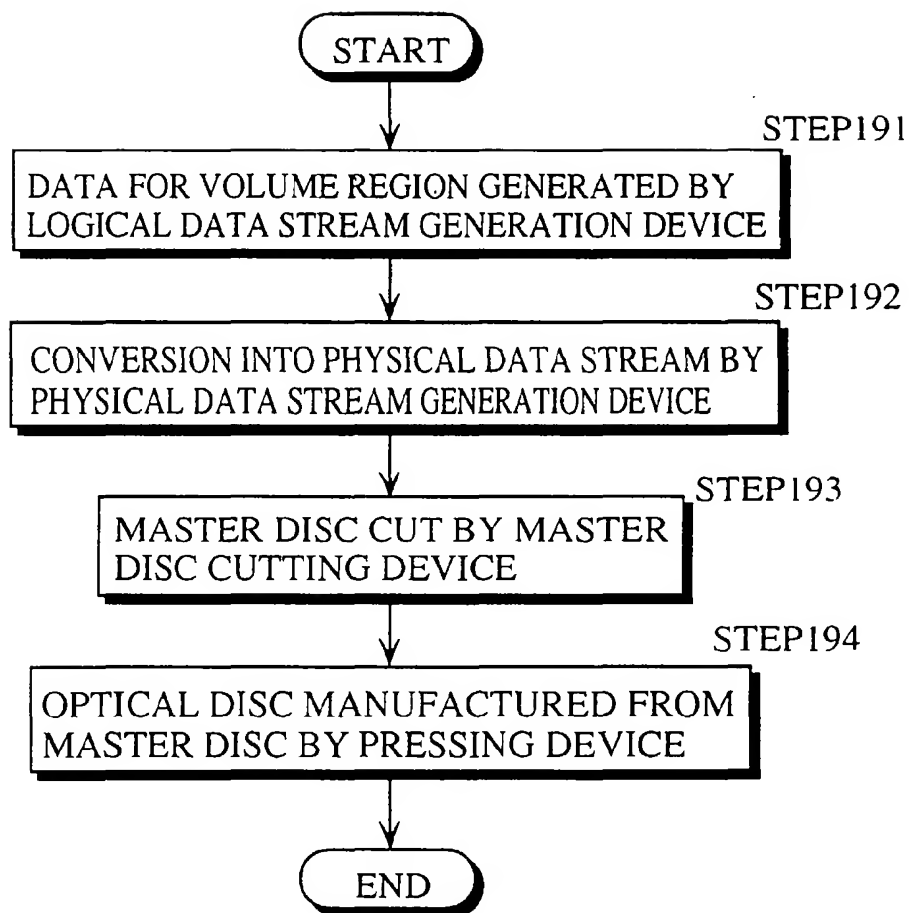 START
STEP191
DATA FOR VOLUME REGION GENERATED BY
LOGICAL DATA STREAM GENERATION DEVICE
STEP192
CONVERSION INTO PHYSICAL DATA STREAM BY
PHYSICAL DATA STREAM GENERATION DEVICE
STEP193
MASTER DISC CUT BY MASTER
DISC CUTTING DEVICE
STEP194
OPTICAL DISC MANUFACTURED FROM
MASTER DISC BY PRESSING DEVICE
END